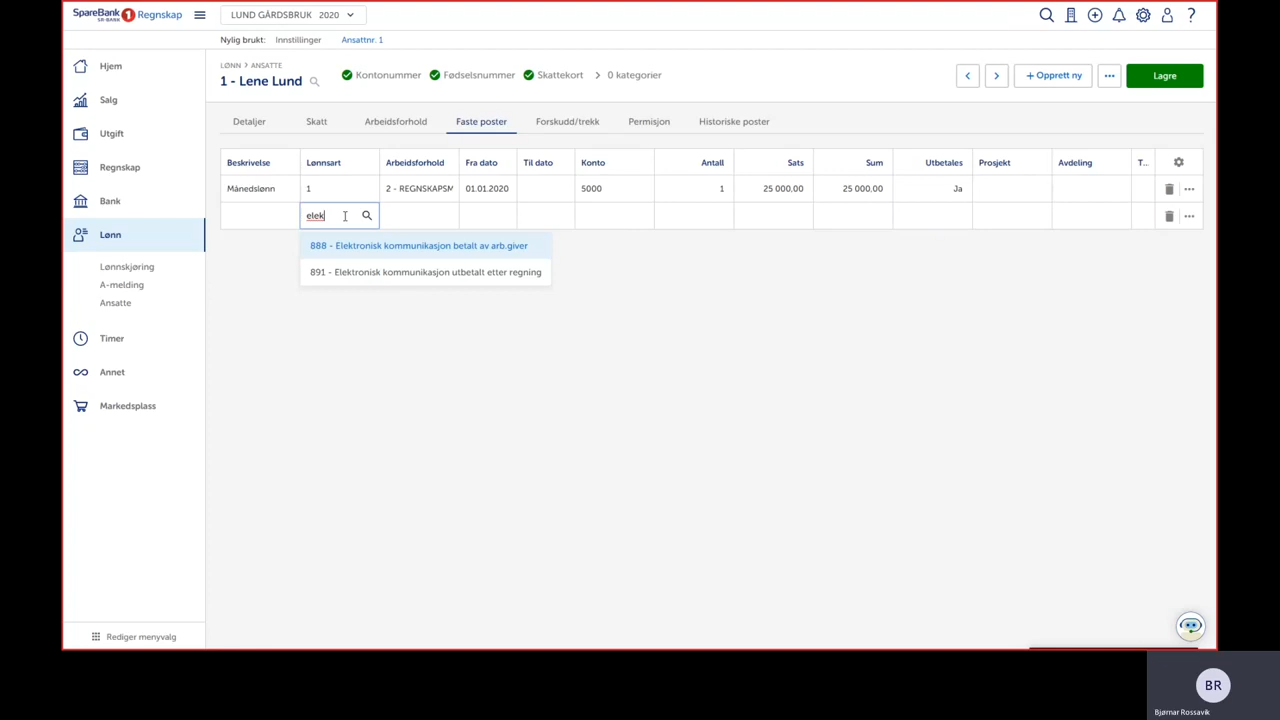 SpareBank 1 Regnskap
SR-BANK
LUND GÅRDSBRUK 2020
Nylig brukt: Innstillinger Ansattnr. 1
Hjem
Salg
Utgift
Regnskap
Bank
Lønn
Lønnskjøring
A-melding
Ansatte
Timer
Annet
Markedsplass
Rediger menyvalg
LØNN > ANSATTE
1 - Lene Lund
Kontonummer Fødselsnummer Skattekort > 0 kategorier
+ Opprett ny
Lagre
Detaljer Skatt Arbeidsforhold Faste poster Forskudd/trekk Permisjon Historiske poster
Beskrivelse Lønnsart Arbeidsforhold Fra dato Til dato Konto Antall Sats Sum Utbetales Prosjekt Avdeling T...
Månedslønn 1 2 - REGNSKAPSM 01.01.2020 5000 1 25 000,00 25 000,00 Ja
elek
888 - Elektronisk kommunikasjon betalt av arb.giver
891 - Elektronisk kommunikasjon utbetalt etter regning
BR
Bjørnar Rossavik